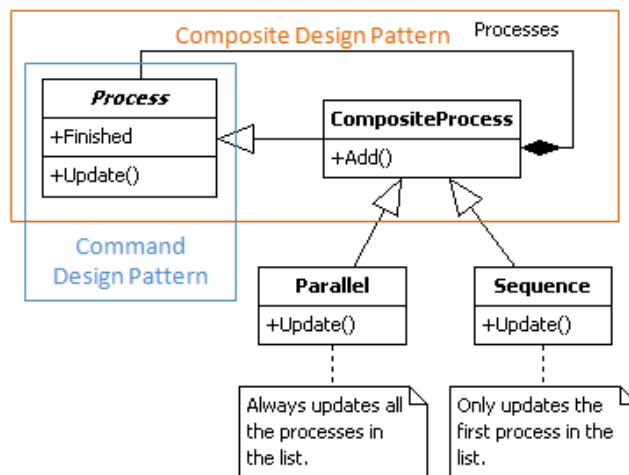 Composite Design Pattern
Processes
Process
+Finished
+Update()
CompositeProcess
+Add()
Command
Design Pattern
Parallel
+Update()
Sequence
+Update()
Always updates all
the processes in
the list.
Only updates the
first process in the
list.